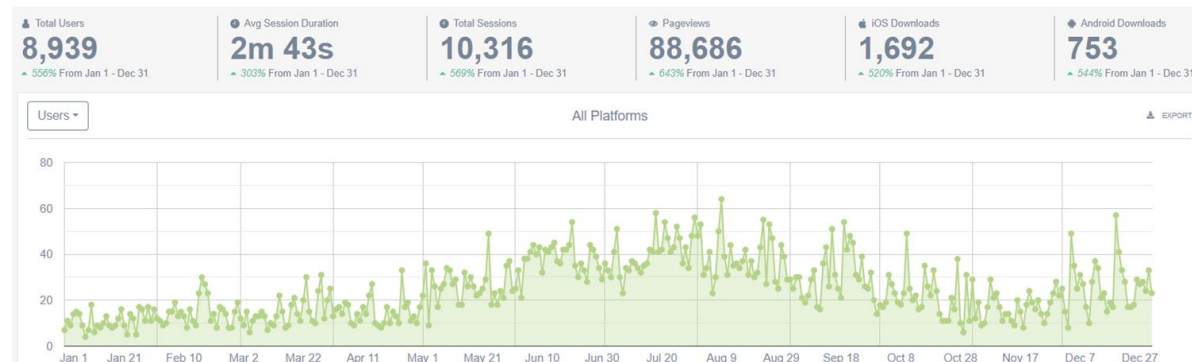 Total Users
8,939
556% From Jan 1 - Dec 31
Avg Session Duration
2m 43s
303% From Jan 1 - Dec 31
Total Sessions
10,316
569% From Jan 1 - Dec 31
Pageviews
88,686
643% From Jan 1 - Dec 31
iOS Downloads
1,692
520% From Jan 1 - Dec 31
Android Downloads
753
544% From Jan 1 - Dec 31
Users
All Platforms
EXPORT
80
60
40
20
0
Jan 1 Jan 21 Feb 10 Mar 2 Mar 22 Apr 11 May 1 May 21 Jun 10 Jun 30 Jul 20 Aug 9 Aug 29 Sep 18 Oct 8 Oct 28 Nov 17 Dec 7 Dec 27